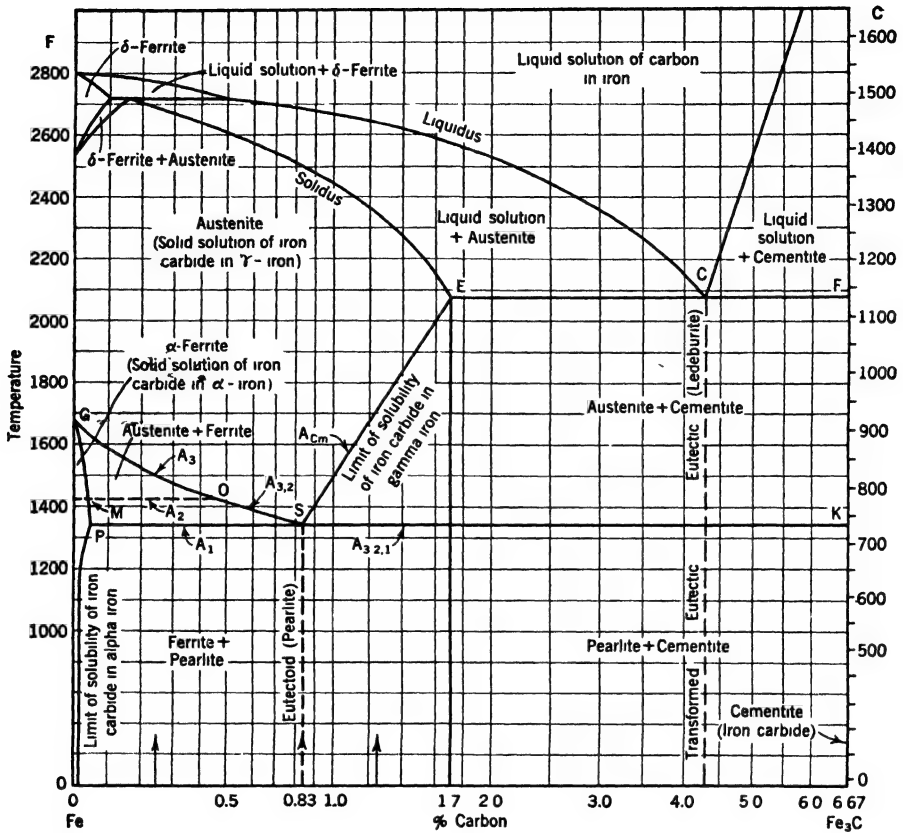 F
C
δ-Ferrite
Liquid solution + δ-Ferrite
Liquid solution of carbon
in iron
2800
2600
2400
2200
2000
1800
1600
1400
1200
1000
0
1600
1500
1400
1300
1200
1100
1000
900
800
700
600
500
0
Temperature
δ-Ferrite + Austenite
Liquidus
Solidus
Austenite
(Solid solution of iron
carbide in γ-iron)
Liquid solution
+ Austenite
Liquid
solution
+ Cementite
E
C
F
α-Ferrite
(Solid solution of iron
carbide in α-iron)
G
Austenite + Ferrite
A3
O
A3,2
M
A2
S
P
A1
A3 2,1
K
ACm
Limit of solubility
of iron carbide in
gamma iron
Austenite + Cementite
Eutectic (Ledeburite)
Limit of solubility of iron
carbide in alpha iron
Ferrite +
Pearlite
Eutectoid (Pearlite)
Pearlite + Cementite
Transformed Eutectic
Cementite
(Iron carbide)
0 0.5 0.83 1.0 1 7 2 0 3.0 4.0 5 0 6 0 6 67
Fe % Carbon Fe3C